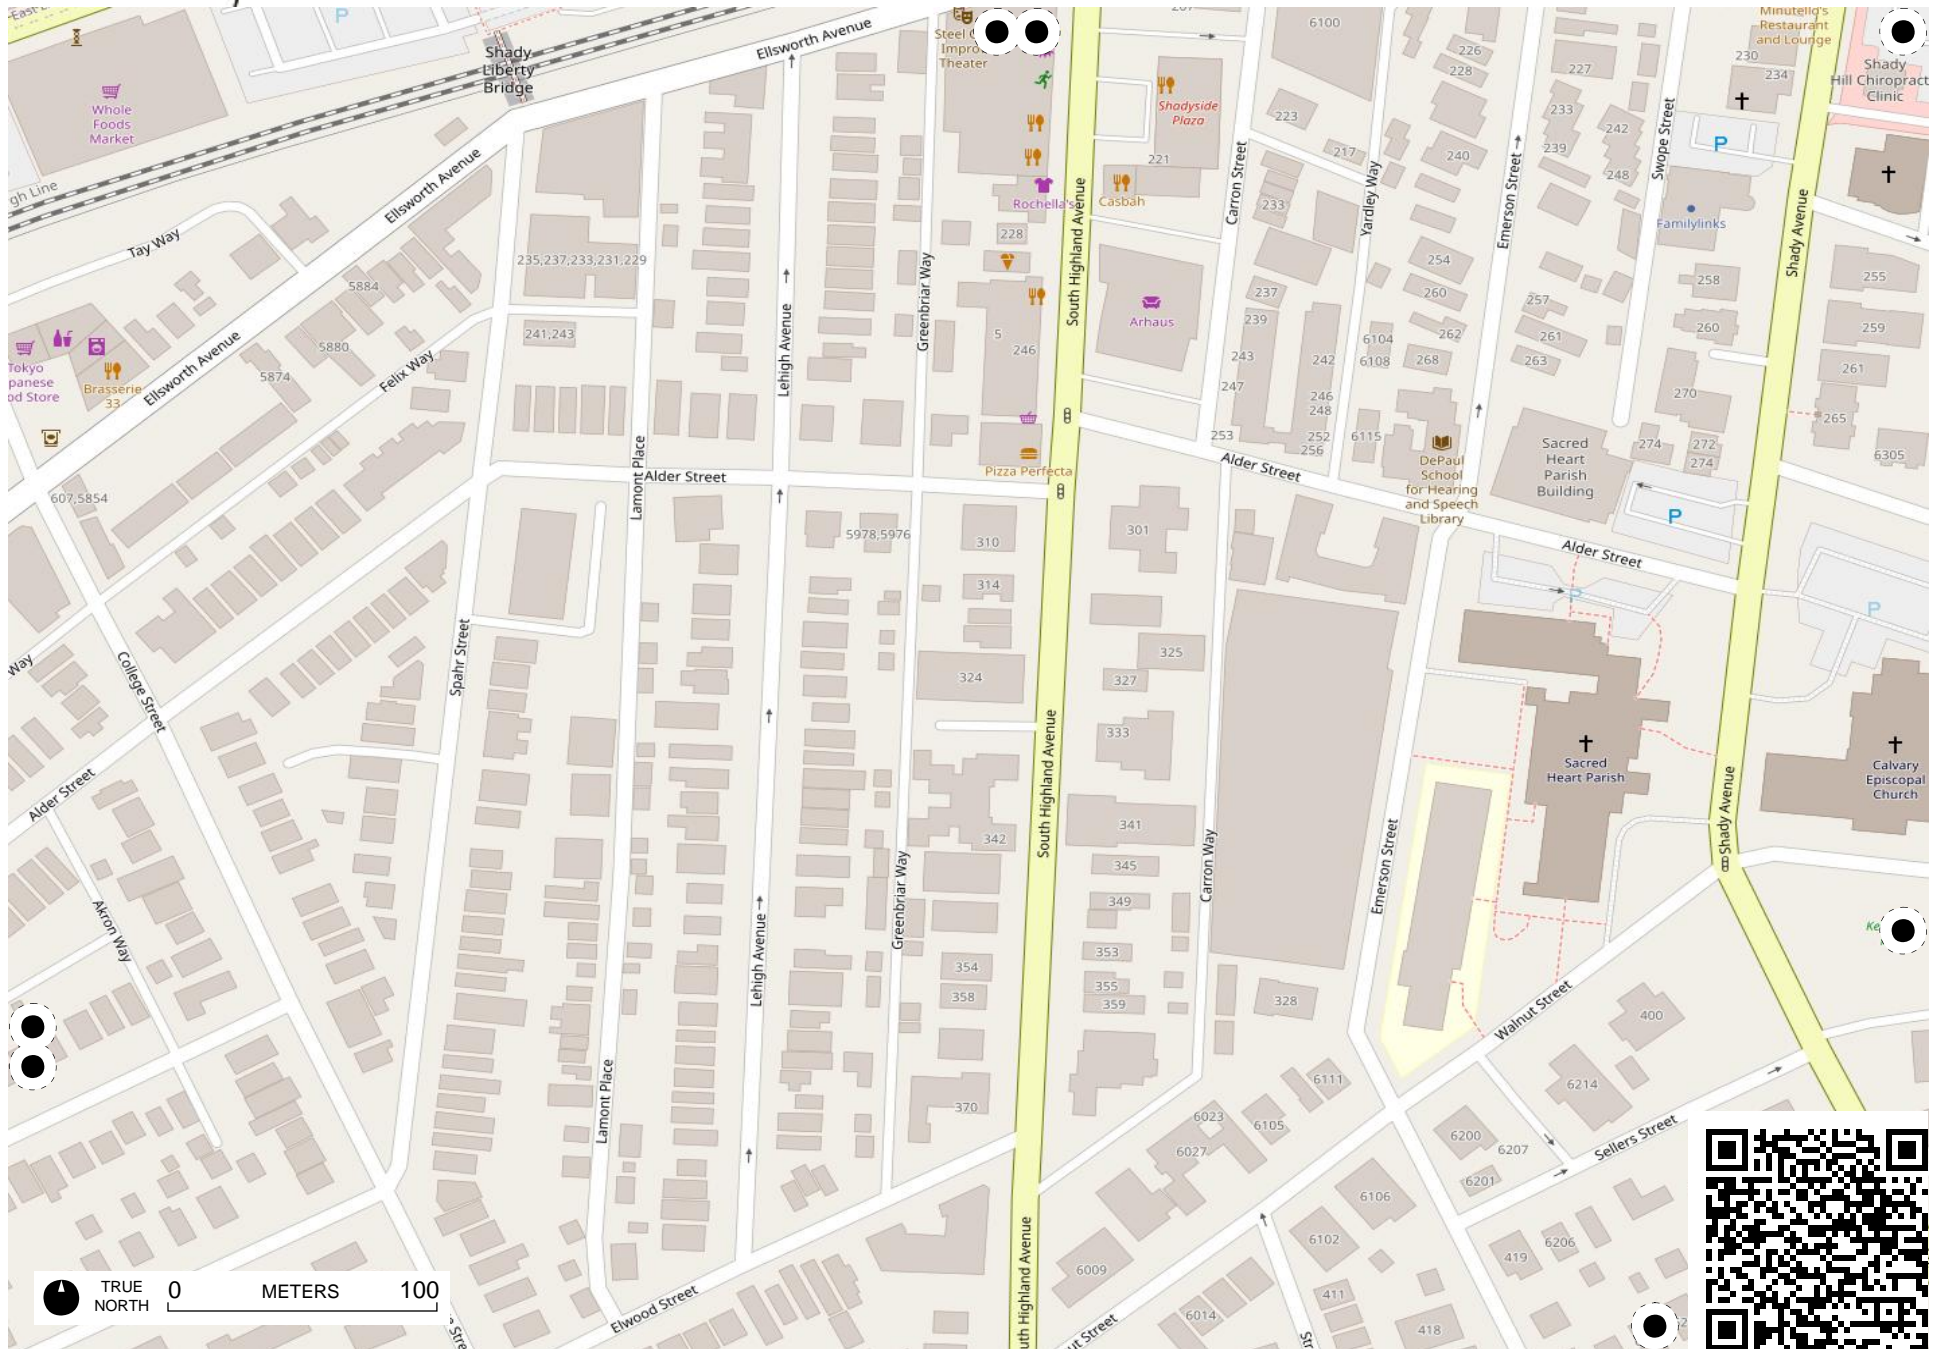 Ellsworth Avenue
Shady
Liberty
Bridge
Theater
6100
226
228
227
230
234
and Lounge
Restaurant
Shady
Clinic
Whole
Foods
Market
Shadyside
Plaza
223
233
242
239
217
240
248
221
Swope Street
Carron Street
Yardley Way
Emerson Street
Ellsworth Avenue
Rochella's
Casbah
233
Familylinks
Shady Avenue
Tay Way
228
235,237,233,231,229
254
258
255
5884
237
260
257
Greenbriar Way
South Highland Avenue
Arhaus
239
241,243
5
246
6104
6108
262
261
260
259
Lehigh Avenue
5880
Felix Way
243
242
268
263
261
Tokyo
Brasserie
33
Ellsworth Avenue
5874
247
246
248
270
265
253
252
256
6115
274
272
274
6305
Sacred
Heart
Parish
Building
Pizza Perfecta
Alder Street
Lamont Place
Alder Street
DePaul
School
for Hearing
and Speech
Library
P
607,5854
5978,5976
310
301
Alder Street
314
P
P
College Street
Spahr Street
325
327
324
333
South Highland Avenue
Sacred
Heart Parish
Calvary
Episcopal
Church
Alder Street
341
342
345
Shady Avenue
Carron Way
Emerson Street
349
Greenbriar Way
Akron Way
Lehigh Avenue
353
354
355
358
359
328
Walnut Street
400
6111
6214
370
Lamont Place
6023
6105
6027
6200
6207
Sellers Street
6201
6106
6102
6009
419
6206
South Highland Avenue
TRUE
NORTH
0 METERS 100
Elwood Street
411
6014
418